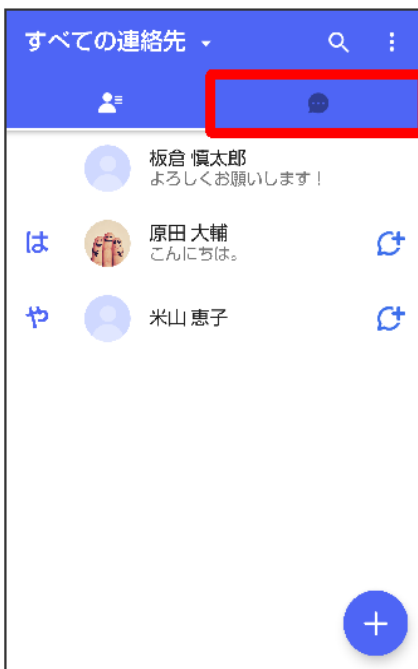 すべての連絡先
板倉 慎太郎
よろしくお願いします！
は
原田 大輔
こんにちは。
や
米山 恵子